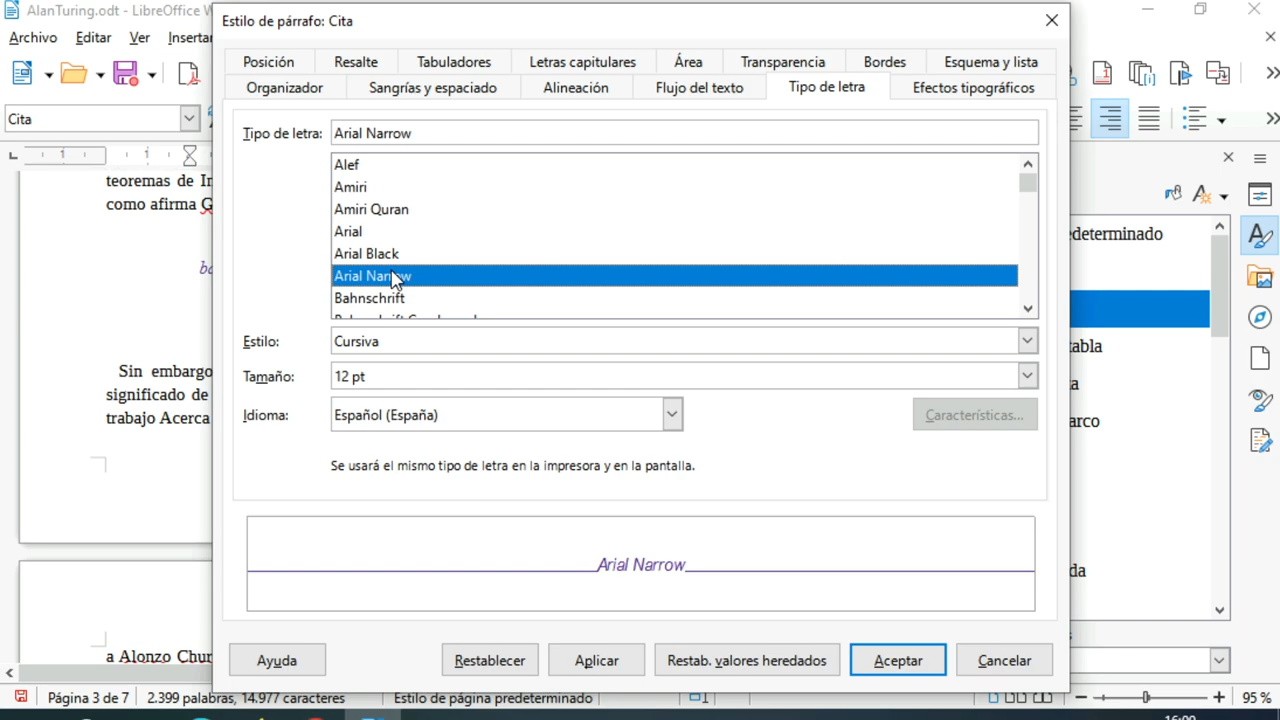 AlanTuring.odt - LibreOffice W
Estilo de párrafo: Cita
Archivo Editar Ver Insertar
Posición Resalte Tabuladores Letras capitulares Área Transparencia Bordes Esquema y lista
Organizador Sangrías y espaciado Alineación Flujo del texto Tipo de letra Efectos tipográficos
Cita
Tipo de letra: Arial Narrow
Alef
Amiri
Amiri Quran
Arial
Arial Black
Arial Narrow
Bahnschrift
Estilo: Cursiva
Tamaño: 12 pt
Idioma: Español (España)
Características...
Se usará el mismo tipo de letra en la impresora y en la pantalla.
Arial Narrow
Ayuda Restablecer Aplicar Restab. valores heredados Aceptar Cancelar
teoremas de In
como afirma G
ba
Sin embargo
significado de
trabajo Acerca
a Alonzo Chur
edeterminado
tabla
a
arco
da
Página 3 de 7 2.399 palabras, 14.977 caracteres Estilo de página predeterminado 95 %